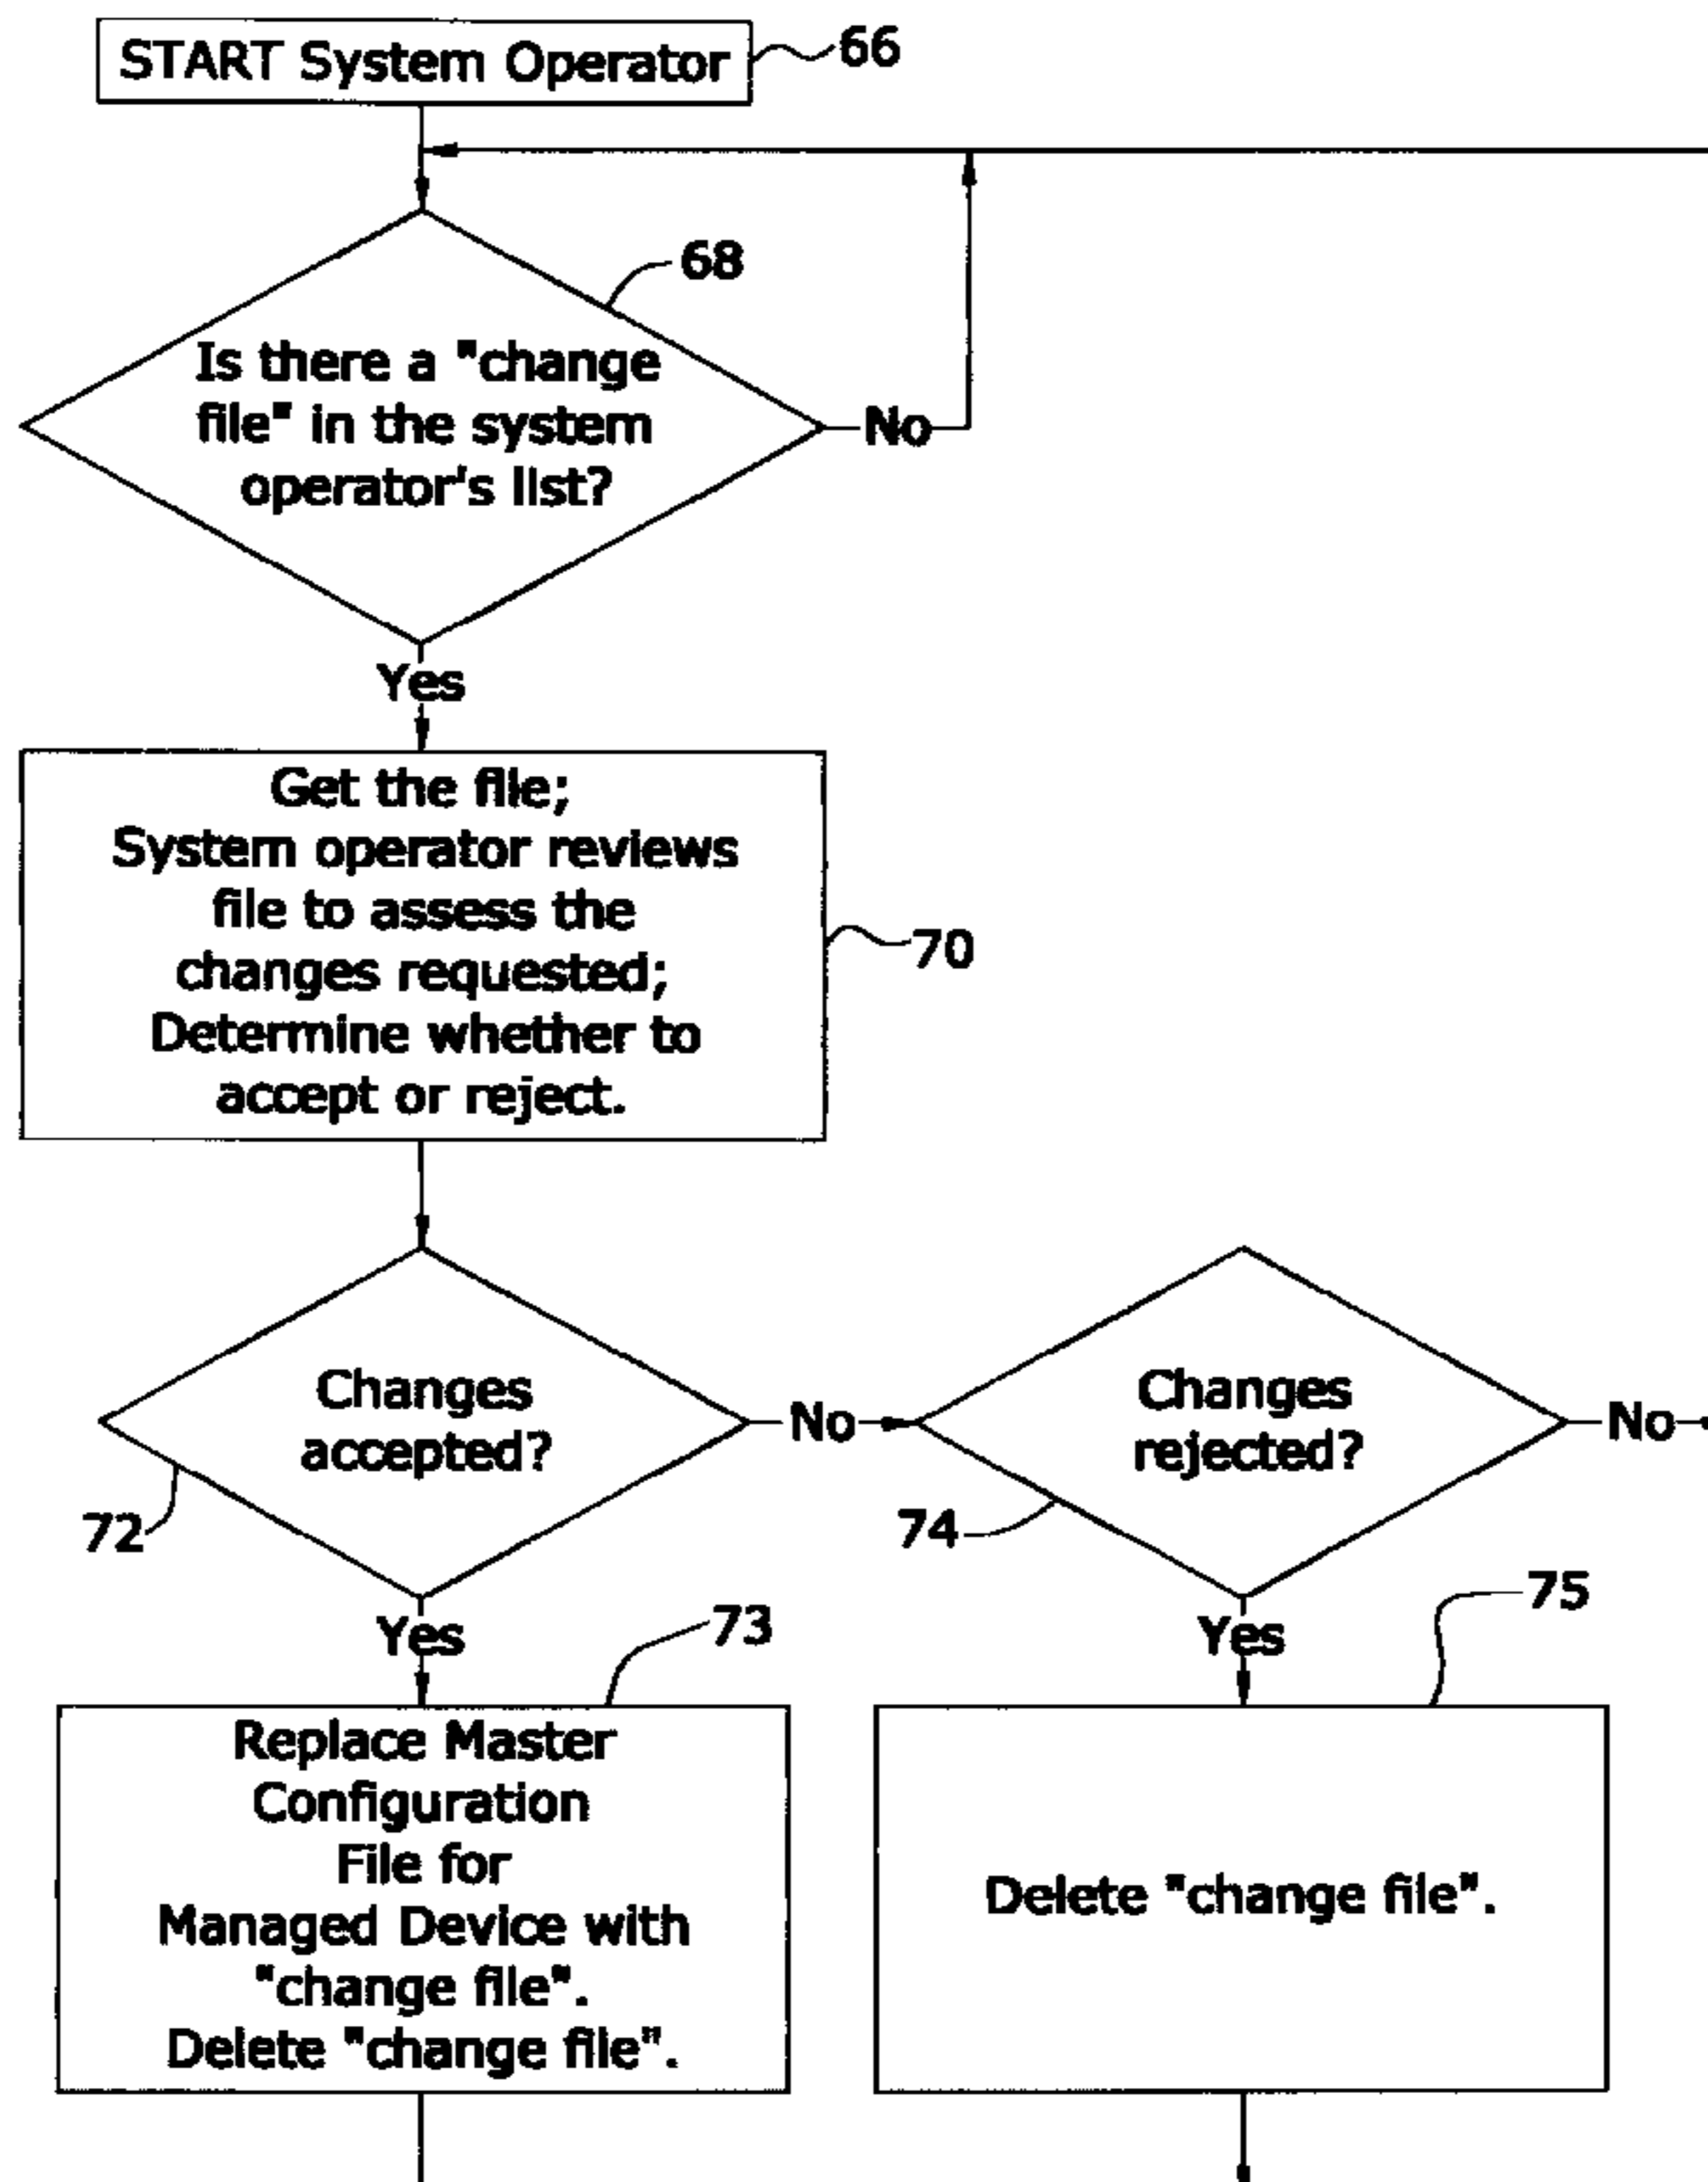 START System Operator
66
68
Is there a "change
file" in the system
operator's list?
No
Yes
Get the file;
System operator reviews
file to assess the
changes requested;
Determine whether to
accept or reject.
70
Changes
accepted?
72
No
Changes
rejected?
74
No
Yes
73
Yes
75
Replace Master
Configuration
File for
Managed Device with
"change file".
Delete "change file".
Delete "change file".